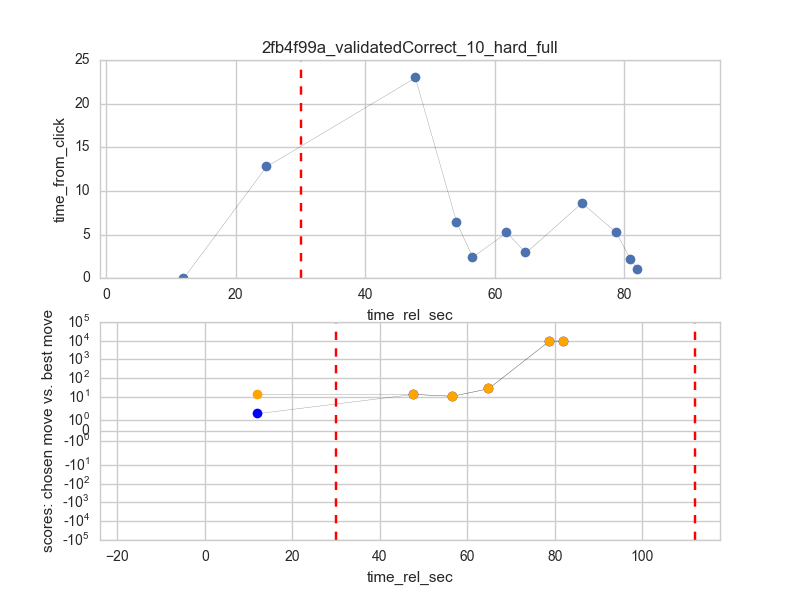 2fb4f99a_validatedCorrect_10_hard_full
25
20
15
10
5
0
time_from_click
0 20 40 60 80
time_rel_sec
10^5
10^4
10^3
10^2
10^1
10^0
0
-10^0
-10^1
-10^2
-10^3
-10^4
-10^5
scores: chosen move vs. best move
−20 0 20 40 60 80 100
time_rel_sec